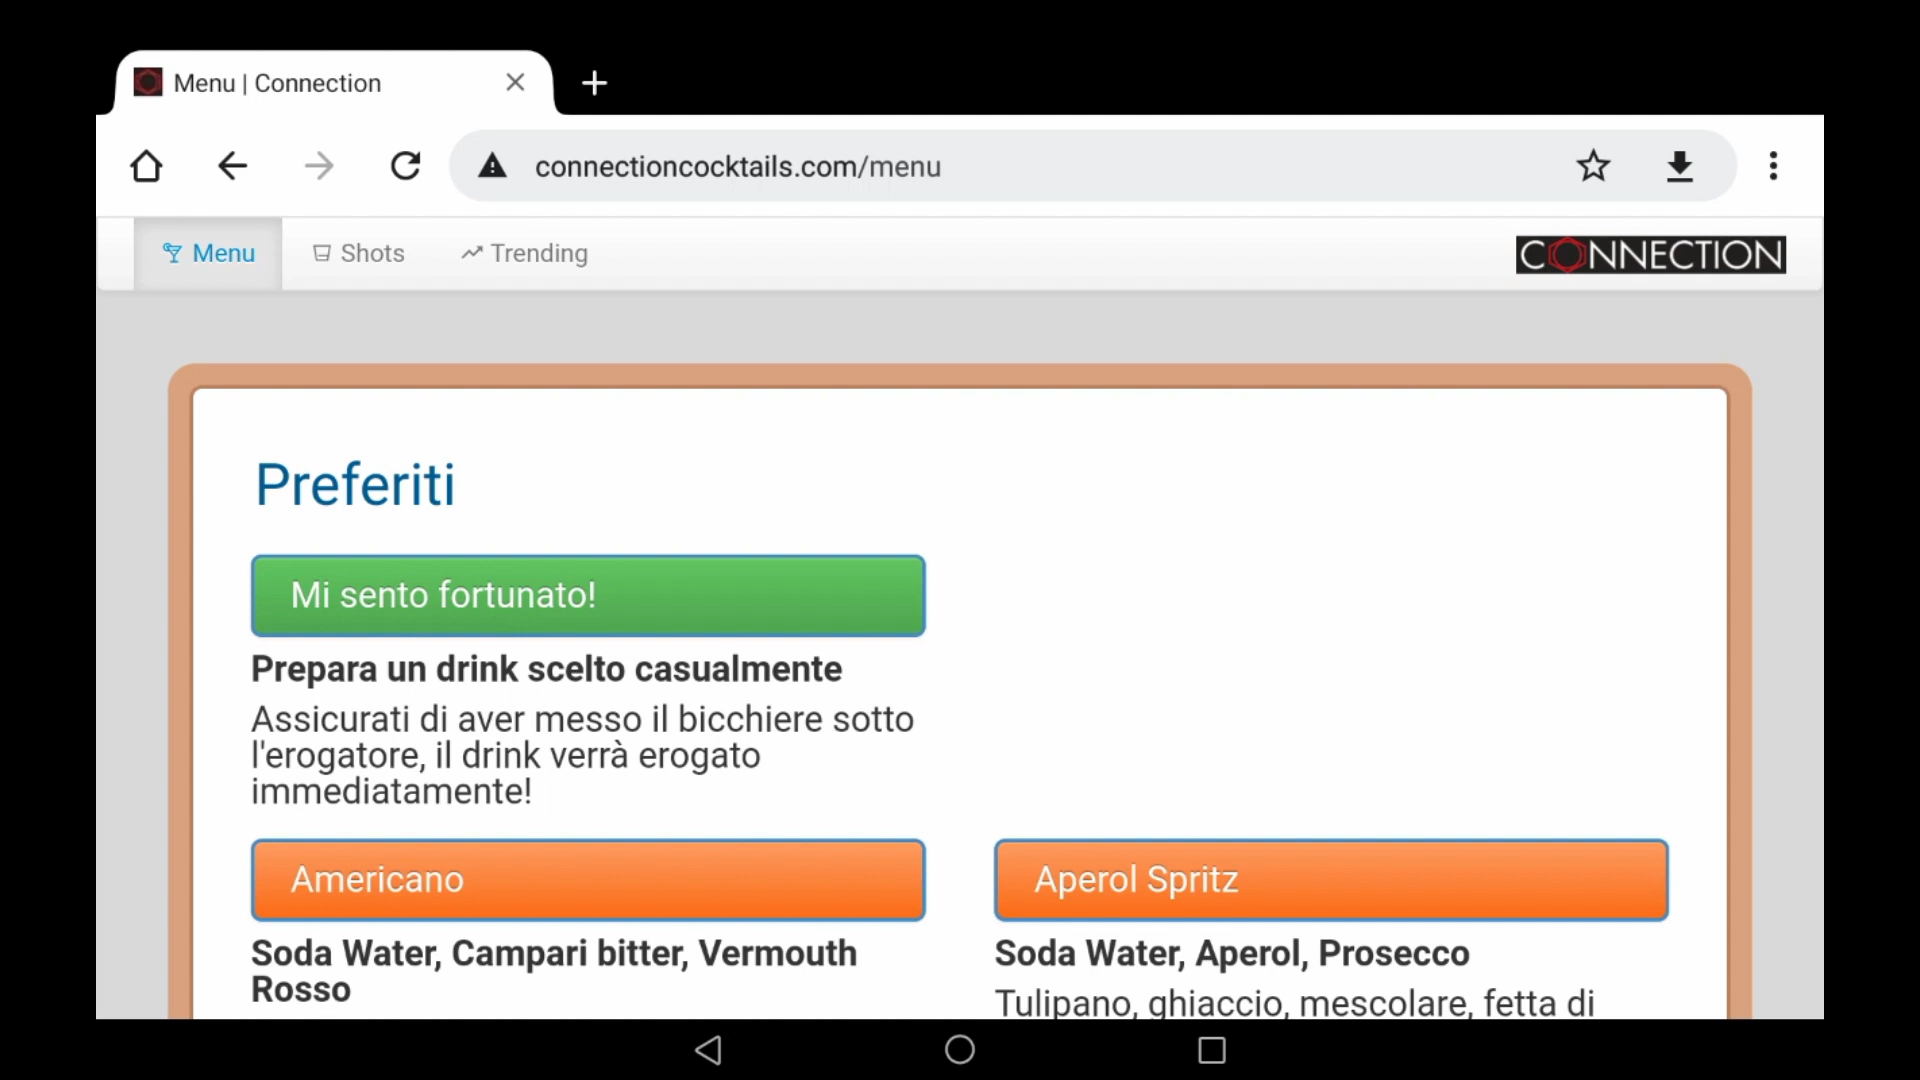 Menu | Connection
connectioncocktails.com/menu
Menu
Shots
Trending
CONNECTION
Preferiti
Mi sento fortunato!
Prepara un drink scelto casualmente
Assicurati di aver messo il bicchiere sotto
l'erogatore, il drink verrà erogato
immediatamente!
Americano
Soda Water, Campari bitter, Vermouth
Rosso
Aperol Spritz
Soda Water, Aperol, Prosecco
Tulipano, ghiaccio, mescolare, fetta di